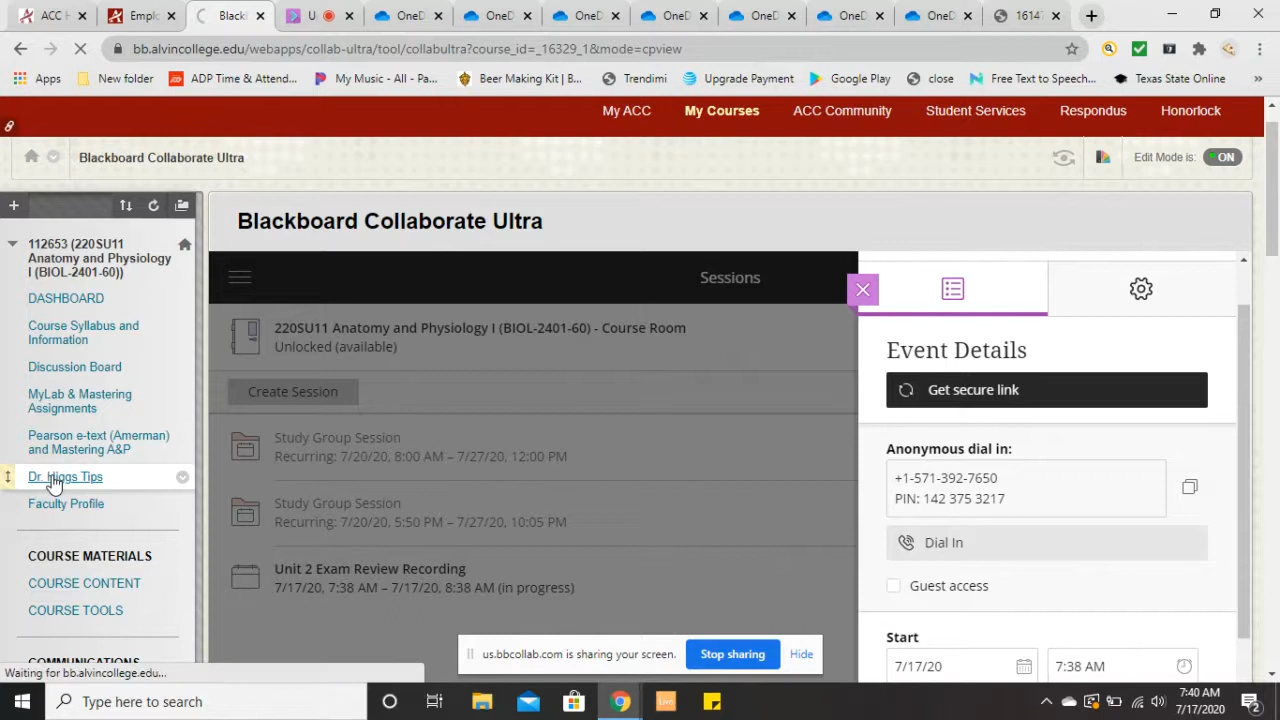 ACC
Emplo
Blackb
U
OneD
OneD
OneD
OneD
OneD
OneD
OneD
16147
bb.alvincollege.edu/webapps/collab-ultra/tool/collabultra?course_id=_16329_1&mode=cpview
Apps
New folder
ADP Time & Attend...
My Music - All - Pa...
Beer Making Kit | B...
Trendimi
Upgrade Payment
Google Play
close
Free Text to Speech...
Texas State Online
My ACC
My Courses
ACC Community
Student Services
Respondus
Honorlock
Blackboard Collaborate Ultra
Edit Mode is:
ON
112653 (220SU11
Anatomy and Physiology
I (BIOL-2401-60))
DASHBOARD
Course Syllabus and
Information
Discussion Board
MyLab & Mastering
Assignments
Pearson e-text (Amerman)
and Mastering A&P
Dr. Higgs Tips
Faculty Profile
COURSE MATERIALS
COURSE CONTENT
COURSE TOOLS
COMMUNICATIONS
Waiting for bb.alvincollege.edu...
Blackboard Collaborate Ultra
Sessions
220SU11 Anatomy and Physiology I (BIOL-2401-60) - Course Room
Unlocked (available)
Create Session
Study Group Session
Recurring: 7/20/20, 8:00 AM – 7/27/20, 12:00 PM
Study Group Session
Recurring: 7/20/20, 5:50 PM – 7/27/20, 10:05 PM
Unit 2 Exam Review Recording
7/17/20, 7:38 AM – 7/17/20, 8:38 AM (in progress)
Event Details
Get secure link
Anonymous dial in:
+1-571-392-7650
PIN: 142 375 3217
Dial In
Guest access
Start
7/17/20
7:38 AM
us.bbcollab.com is sharing your screen.
Stop sharing
Hide
Type here to search
Live
7:40 AM
7/17/2020
2